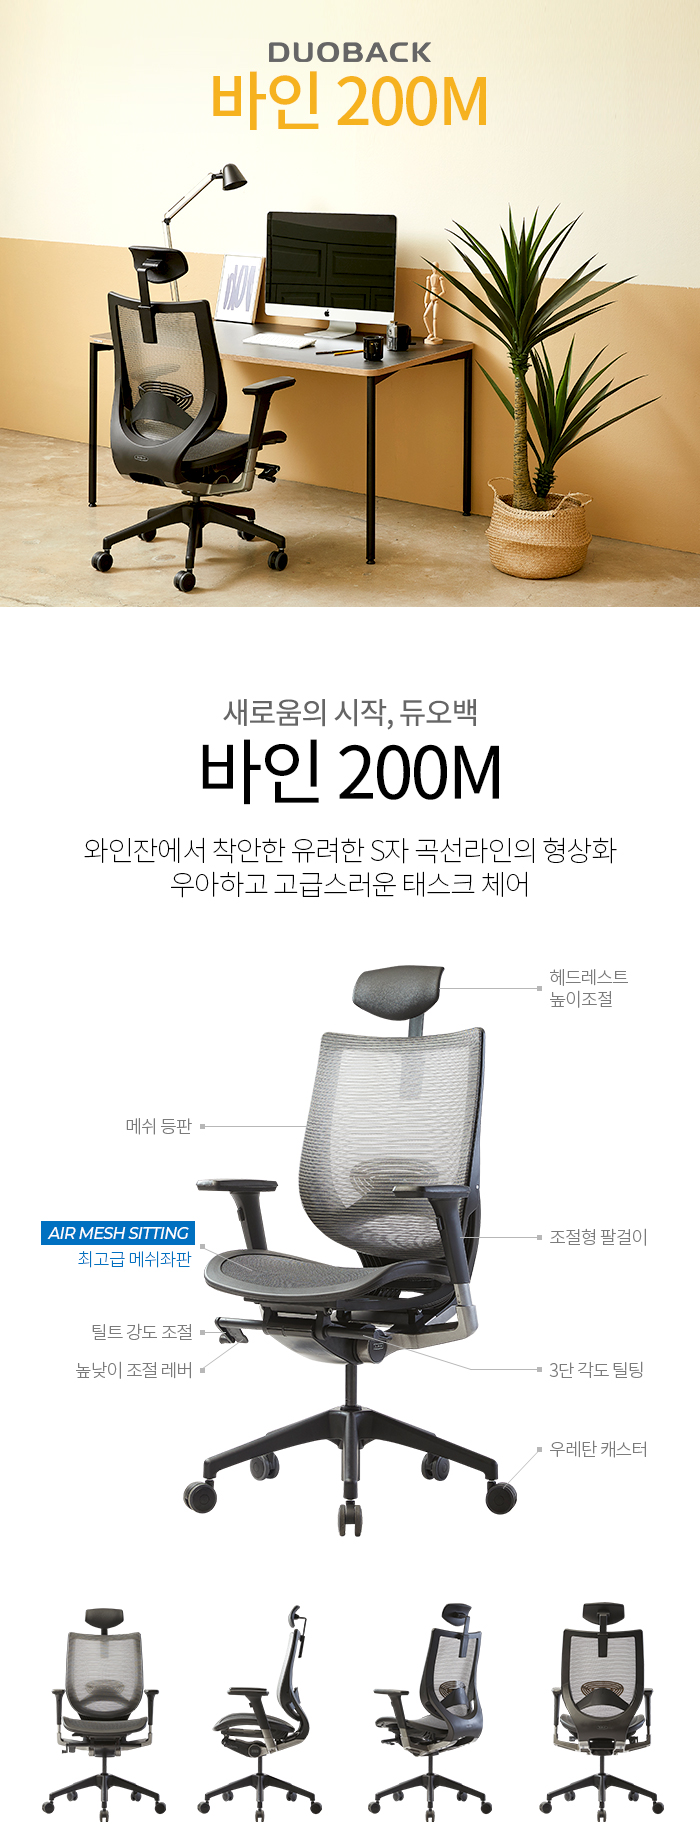 DUOBACK
바인 200M
새로움의 시작, 듀오백
바인 200M
와인잔에서 착안한 유려한 S자 곡선라인의 형상화
우아하고 고급스러운 태스크 체어
헤드레스트
높이조절
메쉬 등판
AIR MESH SITTING
최고급 메쉬좌판
조절형 팔걸이
틸트 강도 조절
높낮이 조절 레버
3단 각도 틸팅
우레탄 캐스터